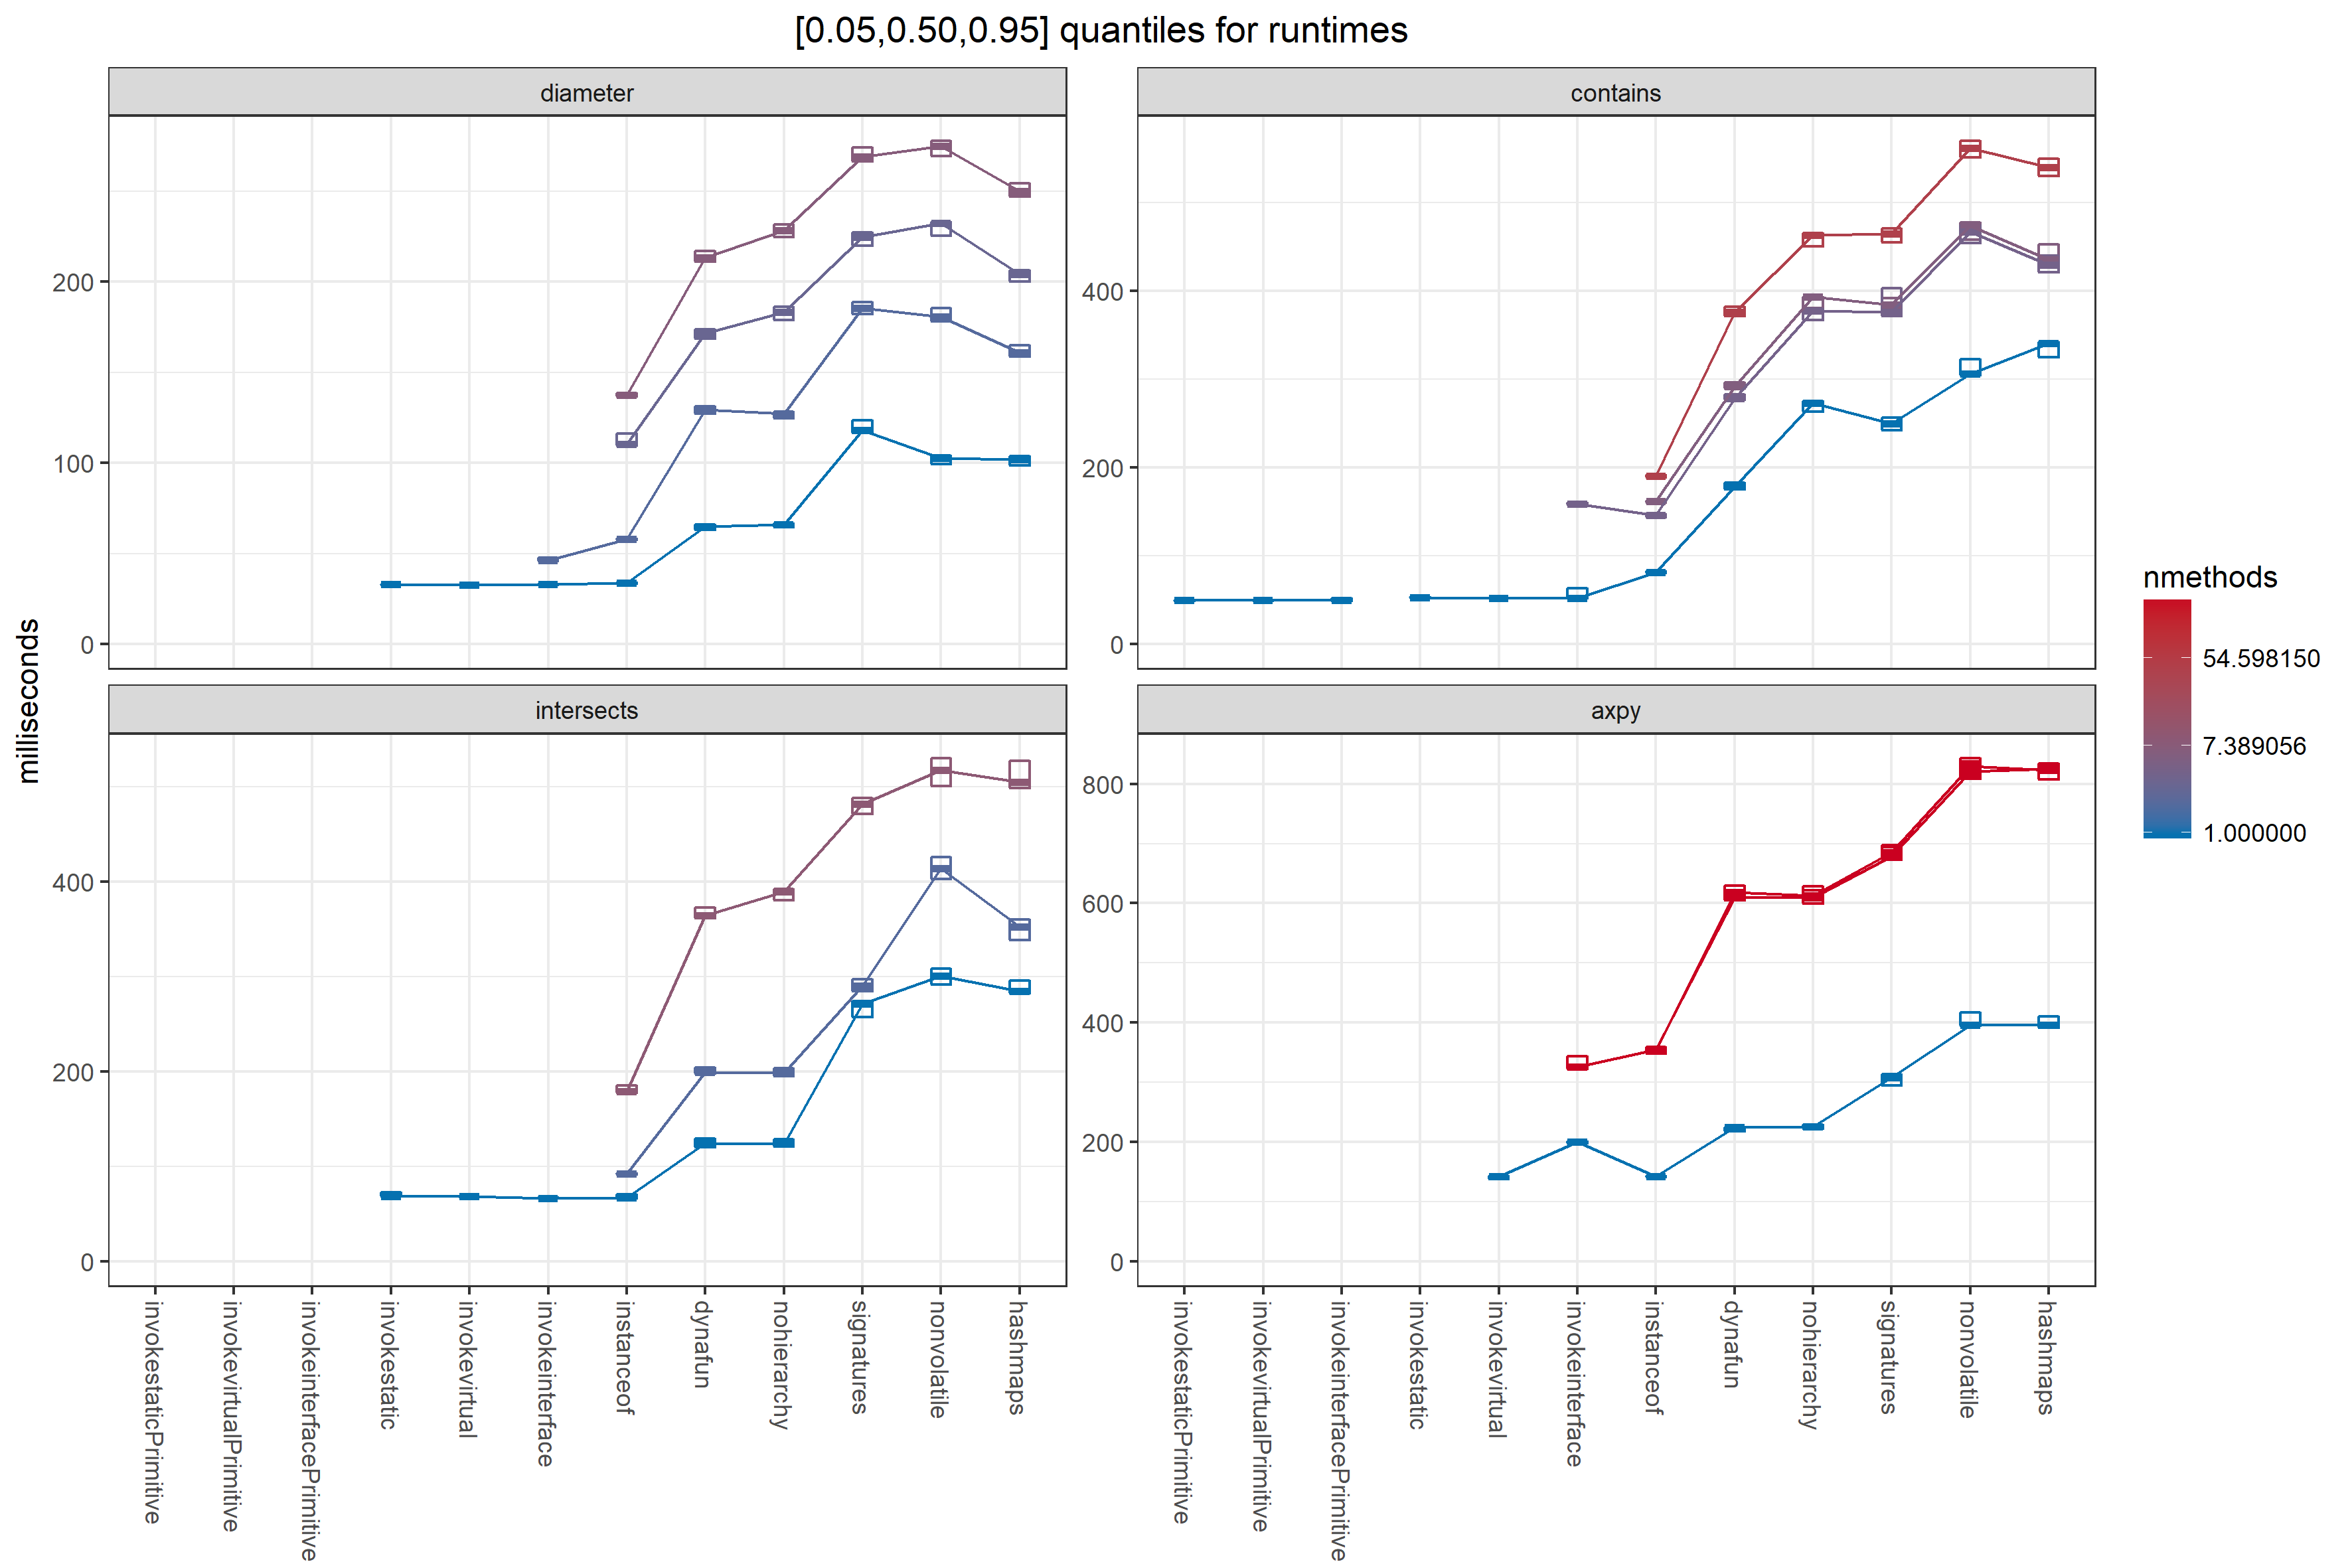 [0.05,0.50,0.95] quantiles for runtimes
diameter
contains
200
100
0
400
200
0
milliseconds
intersects
axpy
400
200
0
800
600
400
200
0
invokestaticPrimitive
invokevirtualPrimitive
invokeinterfacePrimitive
invokestatic
invokevirtual
invokeinterface
instanceof
dynafun
nohierarchy
signatures
nonvolatile
hashmaps
invokestaticPrimitive
invokevirtualPrimitive
invokeinterfacePrimitive
invokestatic
invokevirtual
invokeinterface
instanceof
dynafun
nohierarchy
signatures
nonvolatile
hashmaps
nmethods
54.598150
7.389056
1.000000